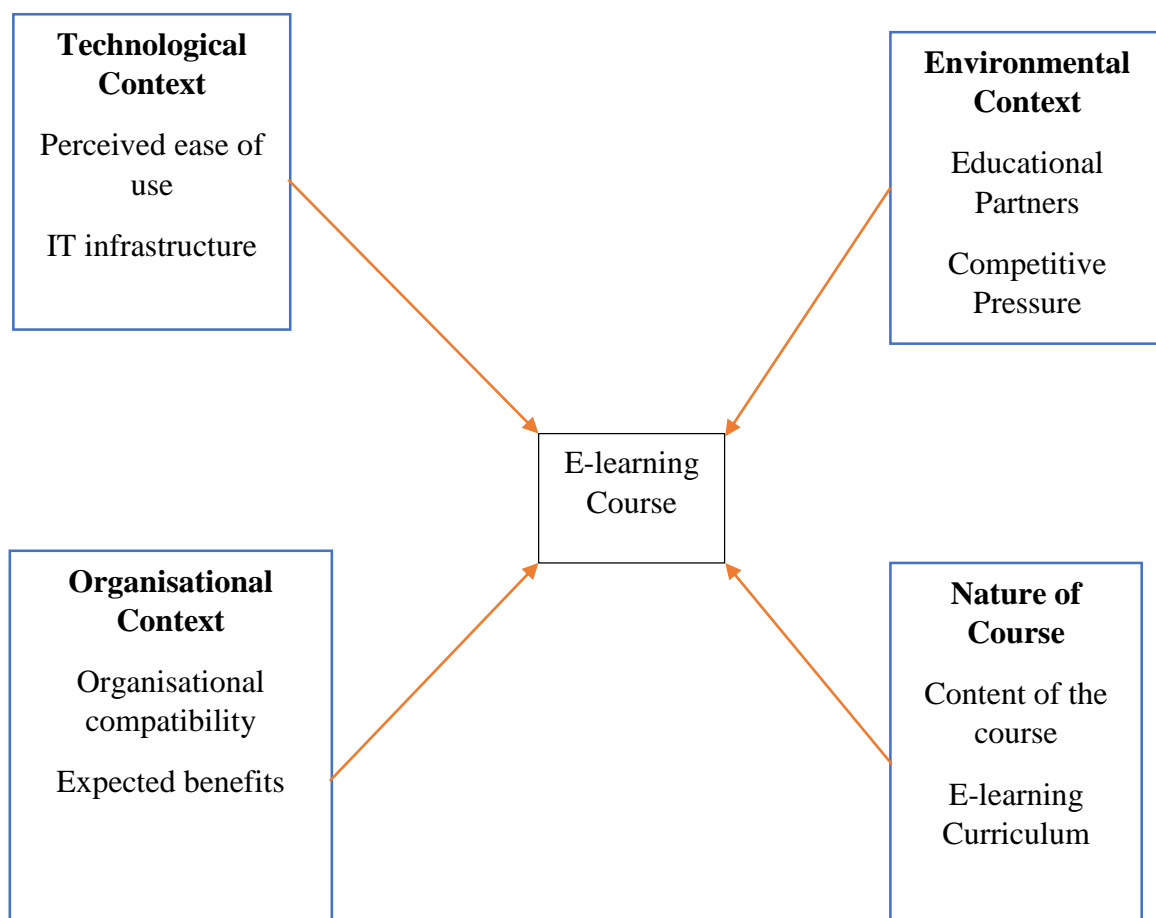 Technological
Context
Perceived ease of
use
IT infrastructure
Environmental
Context
Educational
Partners
Competitive
Pressure
E-learning
Course
Organisational
Context
Organisational
compatibility
Expected benefits
Nature of
Course
Content of the
course
E-learning
Curriculum